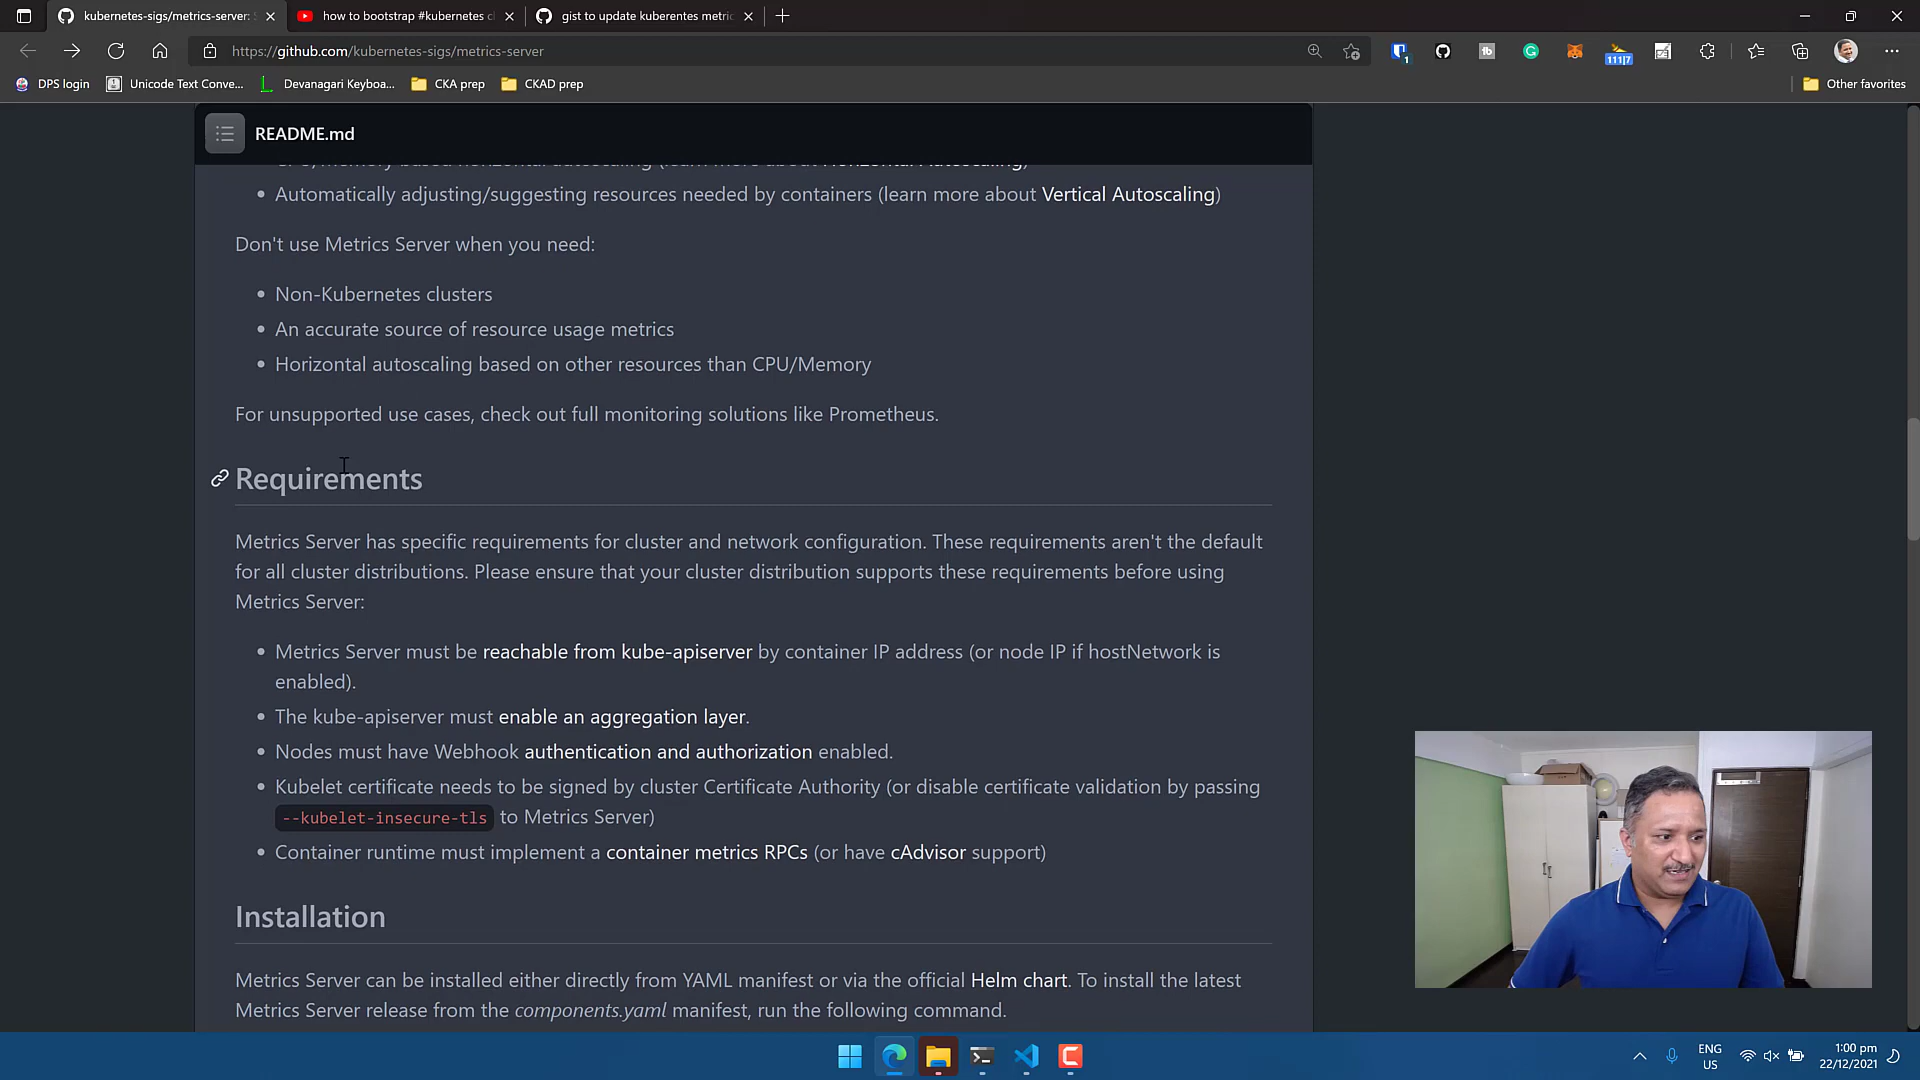 kubernetes-sigs/metrics-server:
how to bootstrap #kubernetes cl
gist to update kuberentes metric
https://github.com/kubernetes-sigs/metrics-server
1
111|7
DPS login
Unicode Text Conve...
Devanagari Keyboa...
CKA prep
CKAD prep
Other favorites
README.md
Automatically adjusting/suggesting resources needed by containers (learn more about Vertical Autoscaling)
Don't use Metrics Server when you need:
Non-Kubernetes clusters
An accurate source of resource usage metrics
Horizontal autoscaling based on other resources than CPU/Memory
For unsupported use cases, check out full monitoring solutions like Prometheus.
Requirements
Metrics Server has specific requirements for cluster and network configuration. These requirements aren't the default
for all cluster distributions. Please ensure that your cluster distribution supports these requirements before using
Metrics Server:
Metrics Server must be reachable from kube-apiserver by container IP address (or node IP if hostNetwork is
enabled).
The kube-apiserver must enable an aggregation layer.
Nodes must have Webhook authentication and authorization enabled.
Kubelet certificate needs to be signed by cluster Certificate Authority (or disable certificate validation by passing
--kubelet-insecure-tls to Metrics Server)
Container runtime must implement a container metrics RPCs (or have cAdvisor support)
Installation
Metrics Server can be installed either directly from YAML manifest or via the official Helm chart. To install the latest
Metrics Server release from the components.yaml manifest, run the following command.
ENG
US
1:00 pm
22/12/2021